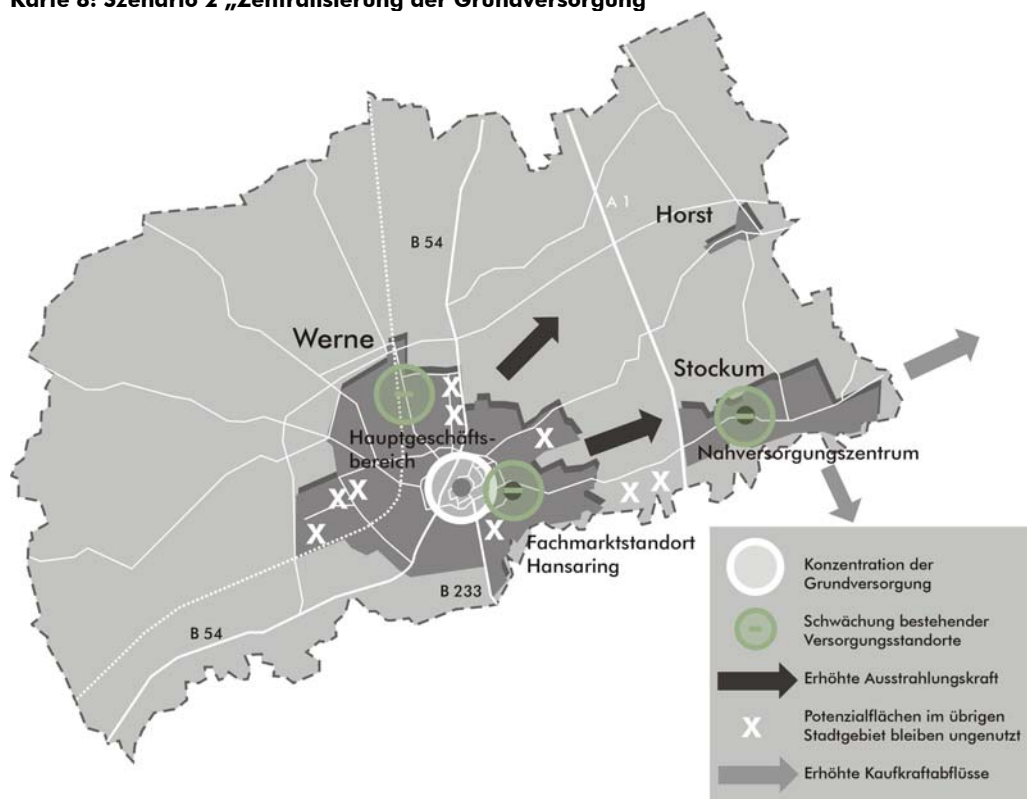 Karte 8: Szenario 2 „Zentralisierung der Grundversorgung"
A 1
Horst
B 54
Werne
Stockum
Hauptgeschäfts-
bereich
Nahversorgungszentrum
Fachmarktstandort
Hansaring
B 233
B 54
Konzentration der
Grundversorgung
Schwächung bestehender
Versorgungsstandorte
Erhöhte Ausstrahlungskraft
X
Potenzialflächen im übrigen
Stadtgebiet bleiben ungenutzt
Erhöhte Kaufkraftabflüsse